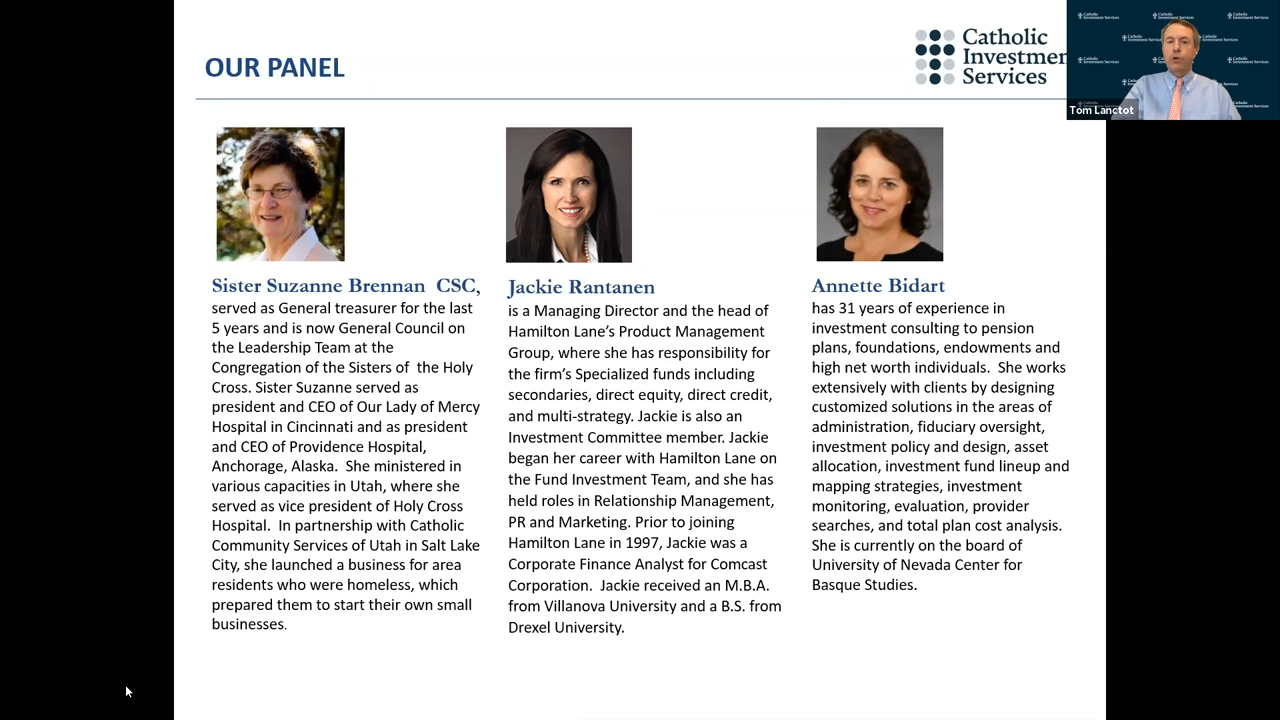 OUR PANEL
Catholic
Investmen
Services
Tom Lanctot
Sister Suzanne Brennan  CSC,
served as General treasurer for the last
5 years and is now General Council on
the Leadership Team at the
Congregation of the Sisters of  the Holy
Cross. Sister Suzanne served as
president and CEO of Our Lady of Mercy
Hospital in Cincinnati and as president
and CEO of Providence Hospital,
Anchorage, Alaska.  She ministered in
various capacities in Utah, where she
served as vice president of Holy Cross
Hospital.  In partnership with Catholic
Community Services of Utah in Salt Lake
City, she launched a business for area
residents who were homeless, which
prepared them to start their own small
businesses.
Jackie Rantanen
is a Managing Director and the head of
Hamilton Lane’s Product Management
Group, where she has responsibility for
the firm’s Specialized funds including
secondaries, direct equity, direct credit,
and multi-strategy. Jackie is also an
Investment Committee member. Jackie
began her career with Hamilton Lane on
the Fund Investment Team, and she has
held roles in Relationship Management,
PR and Marketing. Prior to joining
Hamilton Lane in 1997, Jackie was a
Corporate Finance Analyst for Comcast
Corporation.  Jackie received an M.B.A.
from Villanova University and a B.S. from
Drexel University.
Annette Bidart
has 31 years of experience in
investment consulting to pension
plans, foundations, endowments and
high net worth individuals.  She works
extensively with clients by designing
customized solutions in the areas of
administration, fiduciary oversight,
investment policy and design, asset
allocation, investment fund lineup and
mapping strategies, investment
monitoring, evaluation, provider
searches, and total plan cost analysis.
She is currently on the board of
University of Nevada Center for
Basque Studies.